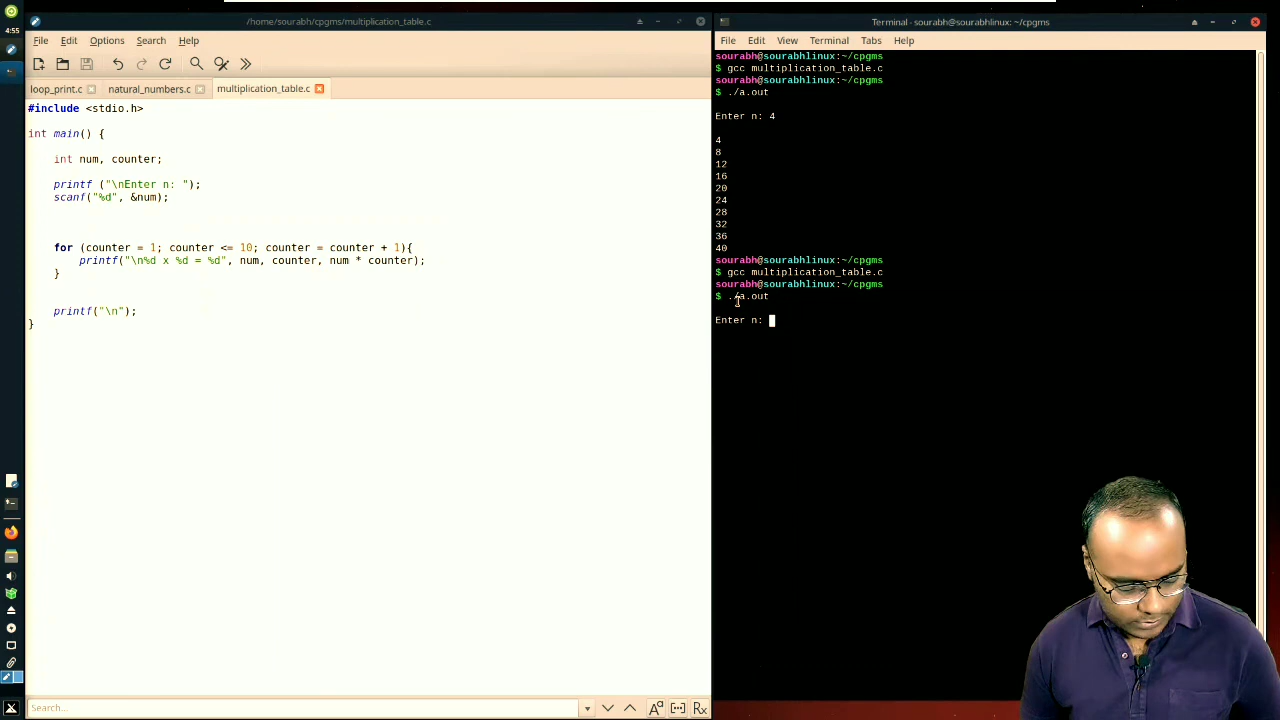 4:55
/home/sourabh/cpgms/multiplication_table.c
File Edit Options Search Help
loop_print.c natural_numbers.c multiplication_table.c
#include <stdio.h>
int main() {
int num, counter;
printf ("\nEnter n: ");
scanf("%d", &num);
for (counter = 1; counter <= 10; counter = counter + 1){
printf("\n%d x %d = %d", num, counter, num * counter);
}
printf("\n");
}
Search...
Terminal - sourabh@sourabhlinux: ~/cpgms
File Edit View Terminal Tabs Help
sourabh@sourabhlinux:~/cpgms
$ gcc multiplication_table.c
sourabh@sourabhlinux:~/cpgms
$ ./a.out
Enter n: 4
4
8
12
16
20
24
28
32
36
40
sourabh@sourabhlinux:~/cpgms
$ gcc multiplication_table.c
sourabh@sourabhlinux:~/cpgms
$ ./a.out
Enter n: